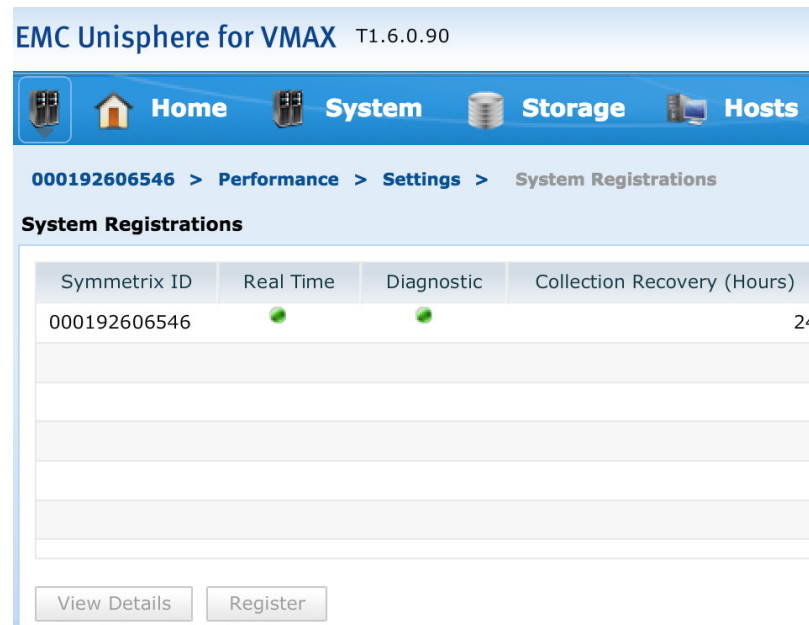 EMC Unisphere for VMAX T1.6.0.90
Home System Storage Hosts
000192606546 > Performance > Settings > System Registrations
System Registrations
Symmetrix ID Real Time Diagnostic Collection Recovery (Hours)
000192606546 24
View Details Register